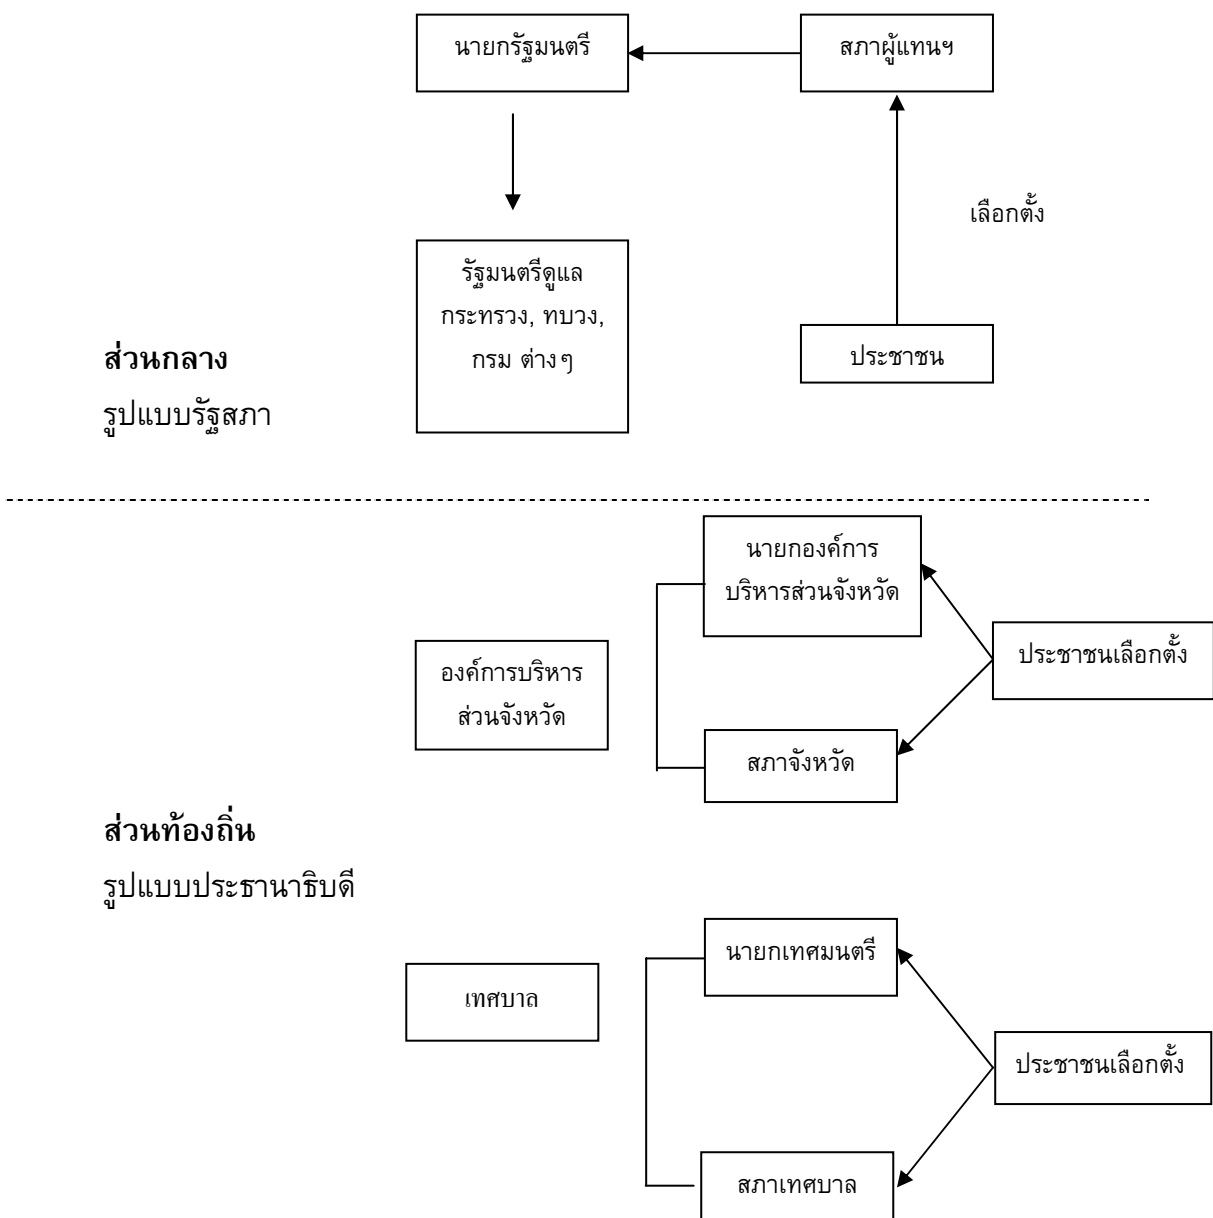 นายกรัฐมนตรี
สภาผู้แทนฯ
เลือกตั้ง
รัฐมนตรีดูแล
กระทรวง, ทบวง,
กรม ต่างๆ
ประชาชน
ส่วนกลาง
รูปแบบรัฐสภา
นายกองค์การ
บริหารส่วนจังหวัด
ประชาชนเลือกตั้ง
องค์การบริหาร
ส่วนจังหวัด
สภาจังหวัด
ส่วนท้องถิ่น
รูปแบบประธานาธิบดี
นายกเทศมนตรี
เทศบาล
ประชาชนเลือกตั้ง
สภาเทศบาล